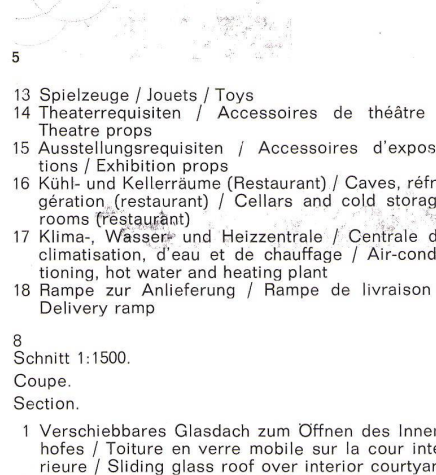 5
13 Spielzeuge / Jouets / Toys
14 Theaterrequisiten / Accessoires de théâtre
Theatre props
15 Ausstellungsrequisiten / Accessoires d'expos
tions / Exhibition props
16 Kühl- und Kellerräume (Restaurant) / Caves, réfr
gération (restaurant) / Cellars and cold storag
rooms (restaurant)
17 Klima-, Wasser- und Heizzentrale / Centrale d
climatisation, d'eau et de chauffage / Air-cond
tioning, hot water and heating plant
18 Rampe zur Anlieferung / Rampe de livraison
Delivery ramp
8
Schnitt 1:1500.
Coupe.
Section.
1 Verschiebbares Glasdach zum Öffnen des Inner
hofes / Toiture en verre mobile sur la cour inté
rieure / Sliding glass roof over interior courtyar